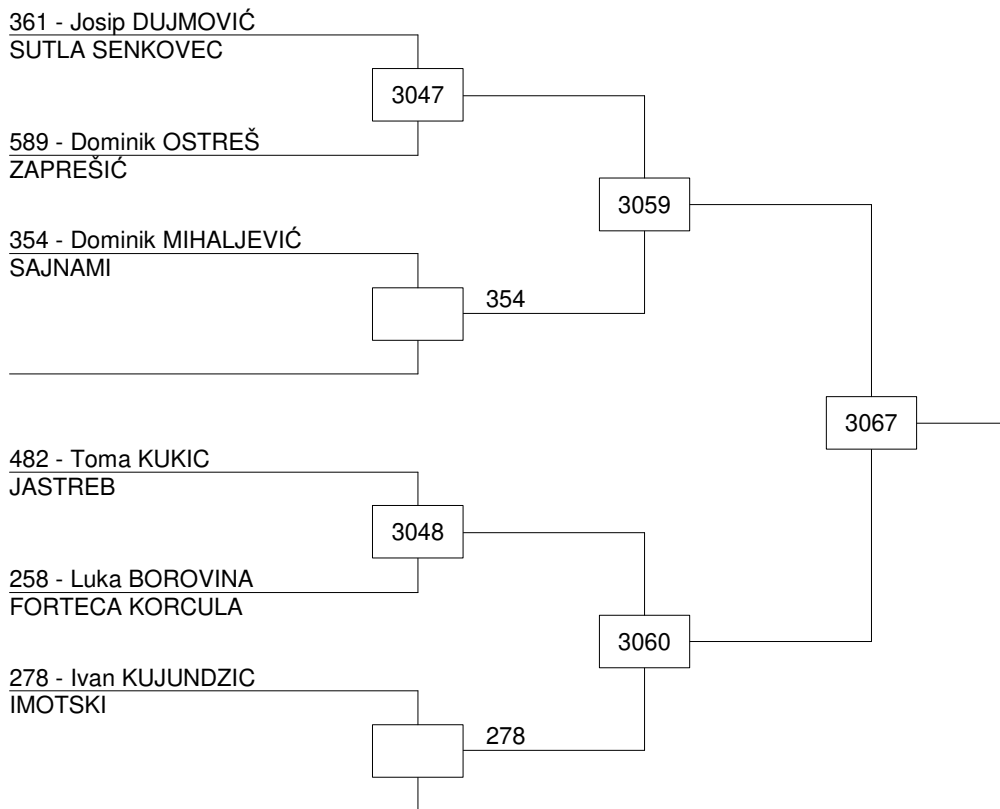 361 - Josip DUJMOVIĆ
SUTLA SENKOVEC
3047
589 - Dominik OSTREŠ
ZAPREŠIĆ
3059
354 - Dominik MIHALJEVIĆ
SAJNAMI
354
3067
482 - Toma KUKIC
JASTREB
3048
258 - Luka BOROVINA
FORTECA KORCULA
3060
278 - Ivan KUJUNDZIC
IMOTSKI
278